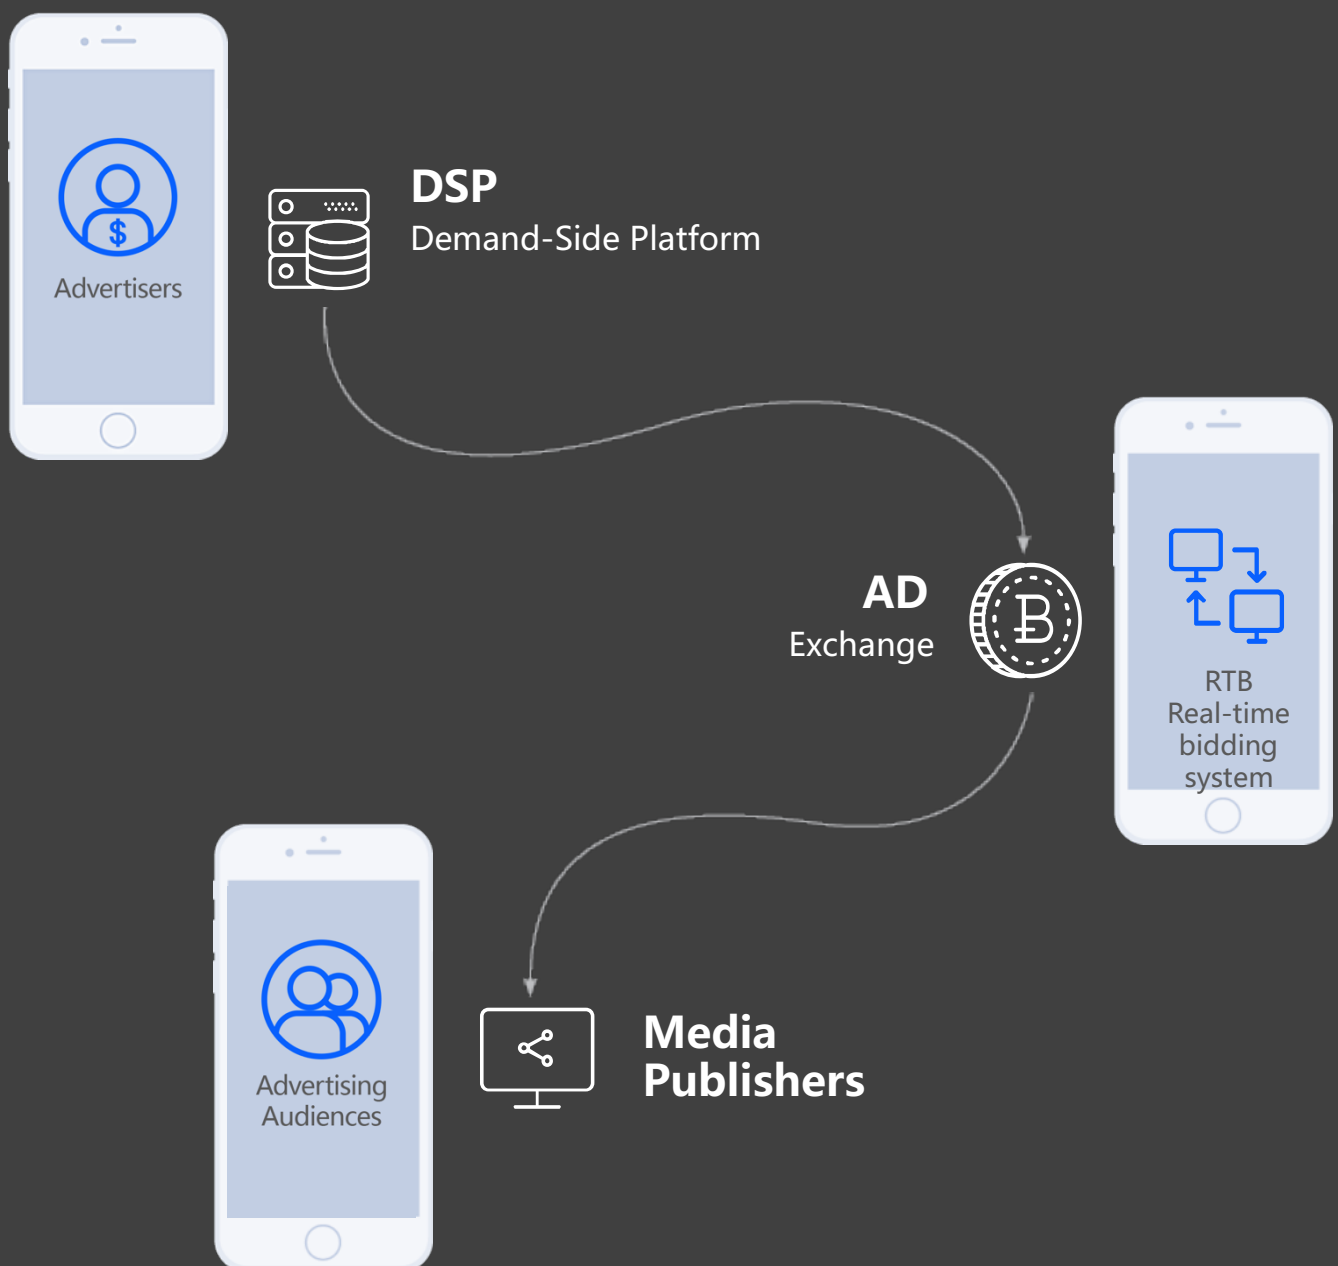 DSP
Demand-Side Platform
$
Advertisers
AD
Exchange
RTB
Real-time
bidding
system
Media
Publishers
Advertising
Audiences